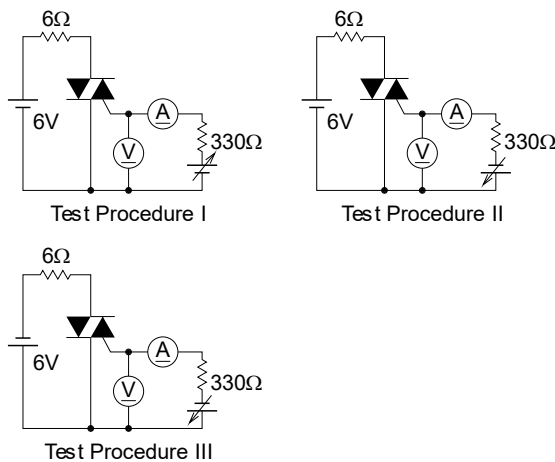 6Ω
6V
A
V
330Ω
Test Procedure I
6Ω
6V
A
V
330Ω
Test Procedure II
6Ω
6V
A
V
330Ω
Test Procedure III